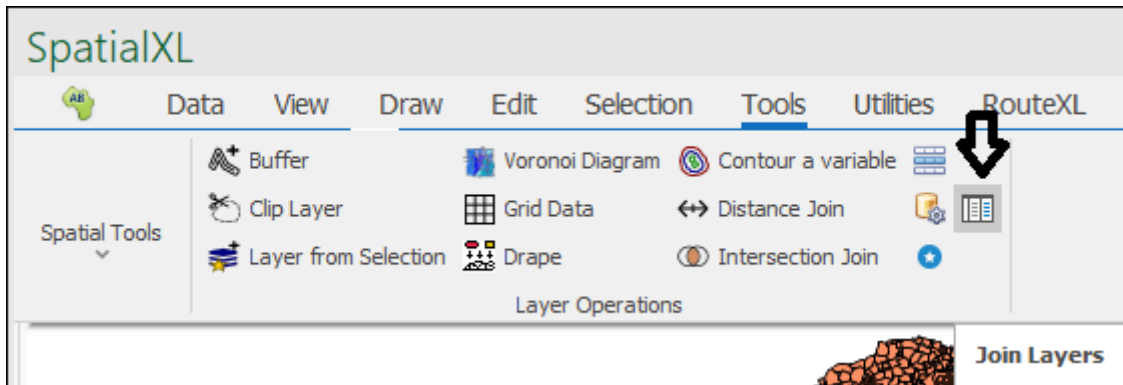 SpatialXL
AB Data View Draw Edit Selection Tools Utilities RouteXL
Buffer Voronoi Diagram Contour a variable
Clip Layer Grid Data Distance Join
Spatial Tools
Layer from Selection Drape Intersection Join
Layer Operations
Join Layers